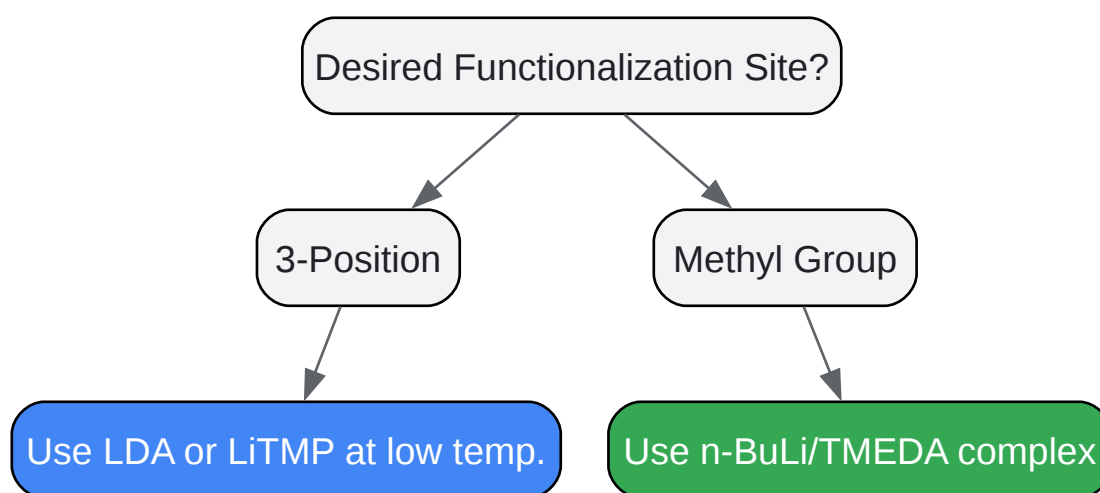 Desired Functionalization Site?
3-Position
Methyl Group
Use LDA or LiTMP at low temp.
Use n-BuLi/TMEDA complex